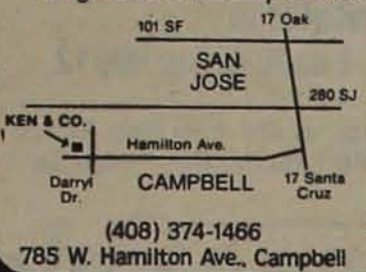 101 SF
17 Oak
SAN
JOSE
280 SJ
KEN & CO.
Hamilton Ave.
Darryl
Dr.
CAMPBELL
17 Santa
Cruz
(408) 374-1466
785 W. Hamilton Ave., Campbell